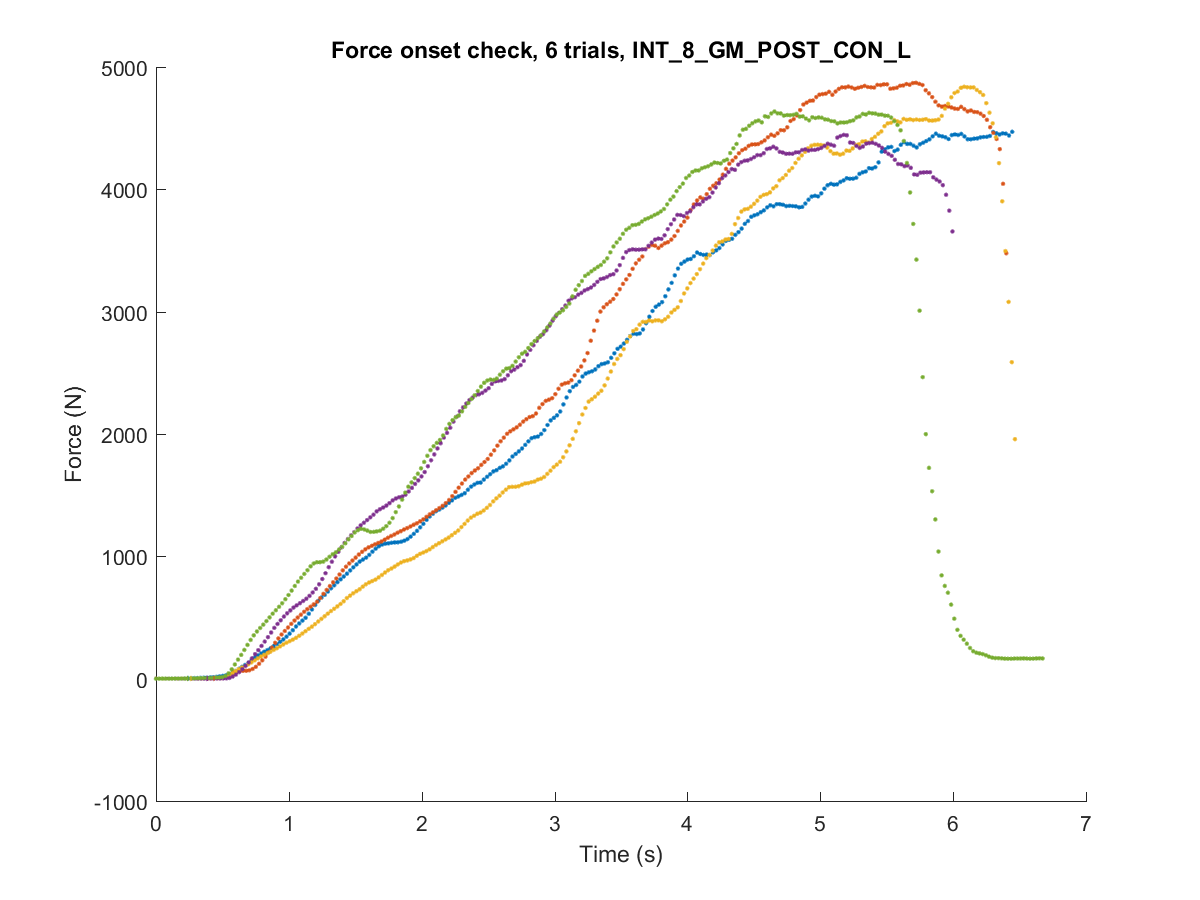 Force onset check, 6 trials, INT_8_GM_POST_CON_L
5000
4000
3000
2000
1000
0
-1000
Force (N)
0 1 2 3 4 5 6 7
Time (s)